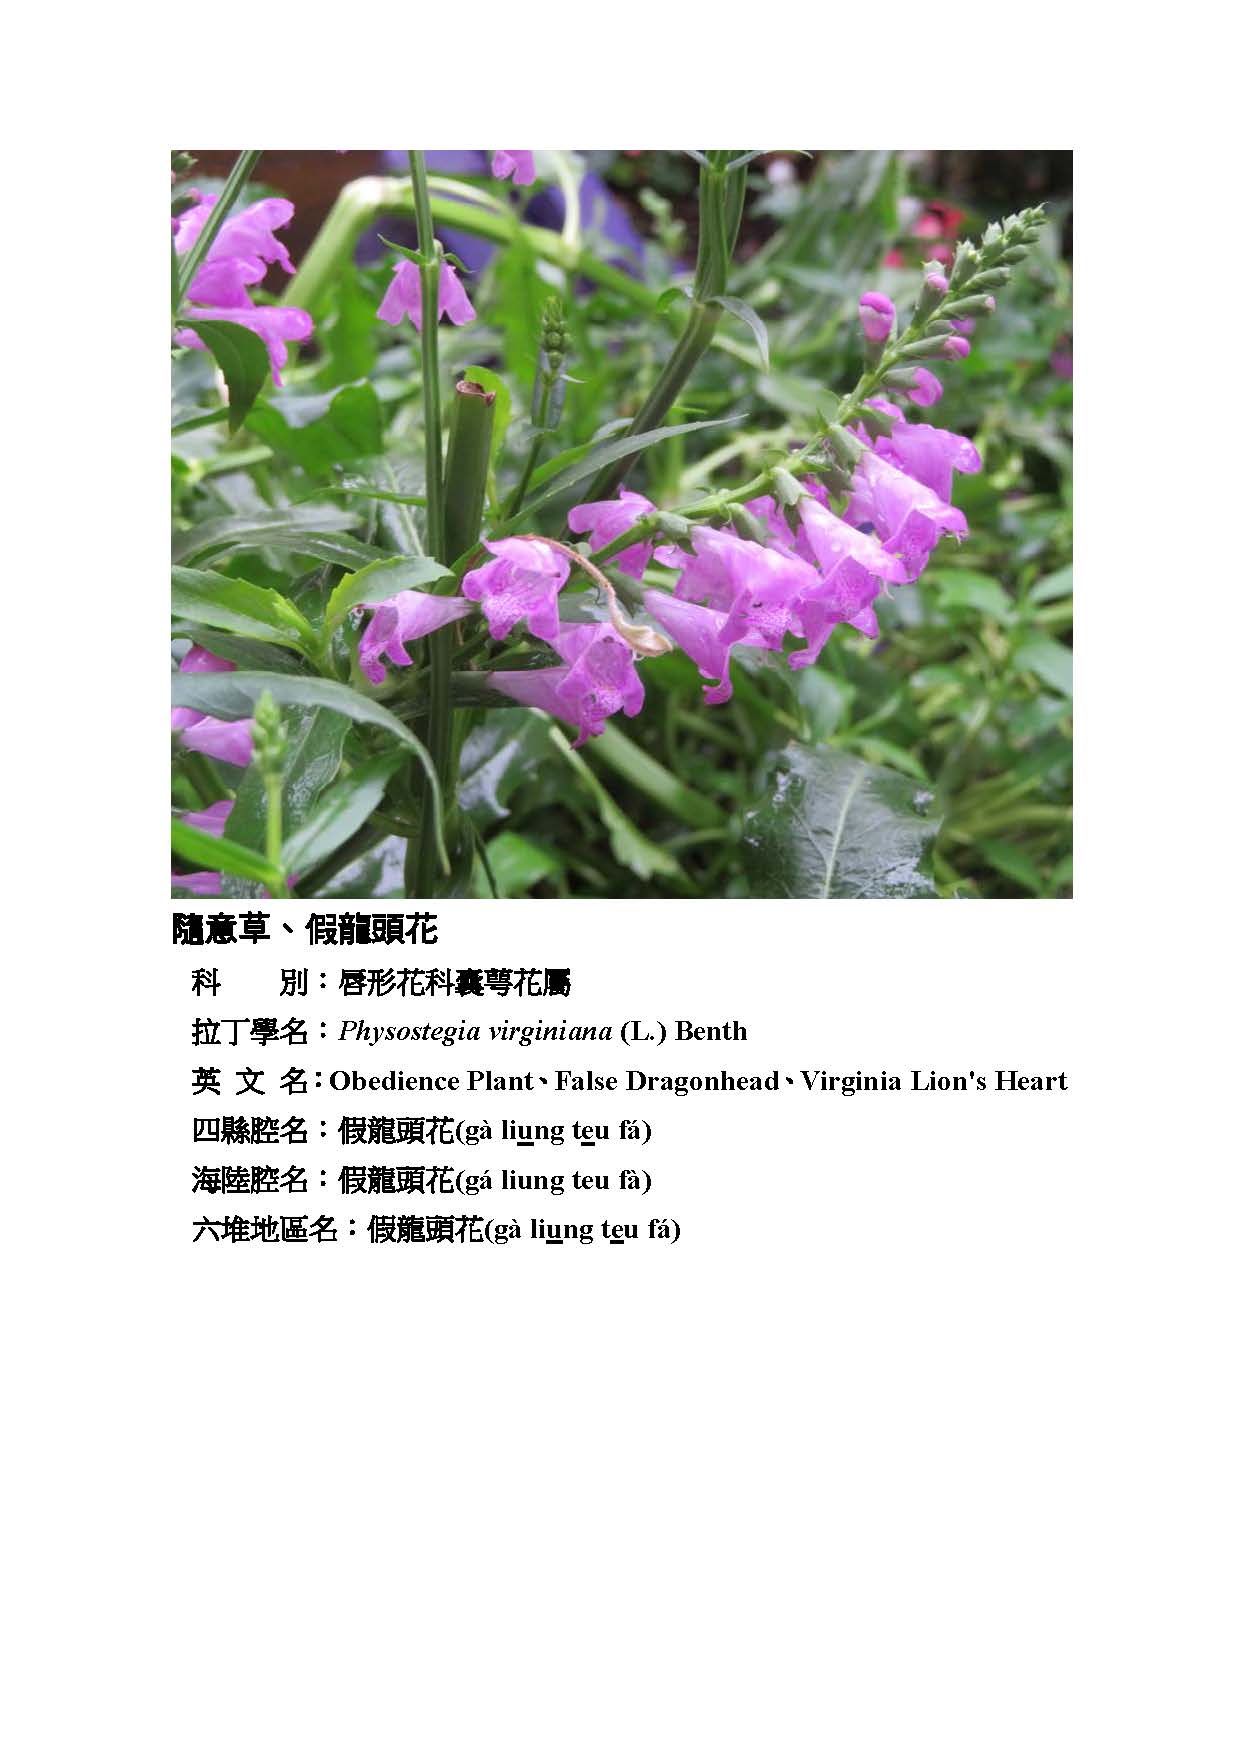 隨意草、假龍頭花
科　　別：唇形花科囊萼花屬
拉丁學名：Physostegia virginiana (L.) Benth
英 文 名：Obedience Plant、False Dragonhead、Virginia Lion's Heart
四縣腔名：假龍頭花(gà liung teu fá)
海陸腔名：假龍頭花(gá liung teu fà)
六堆地區名：假龍頭花(gà liung teu fá)